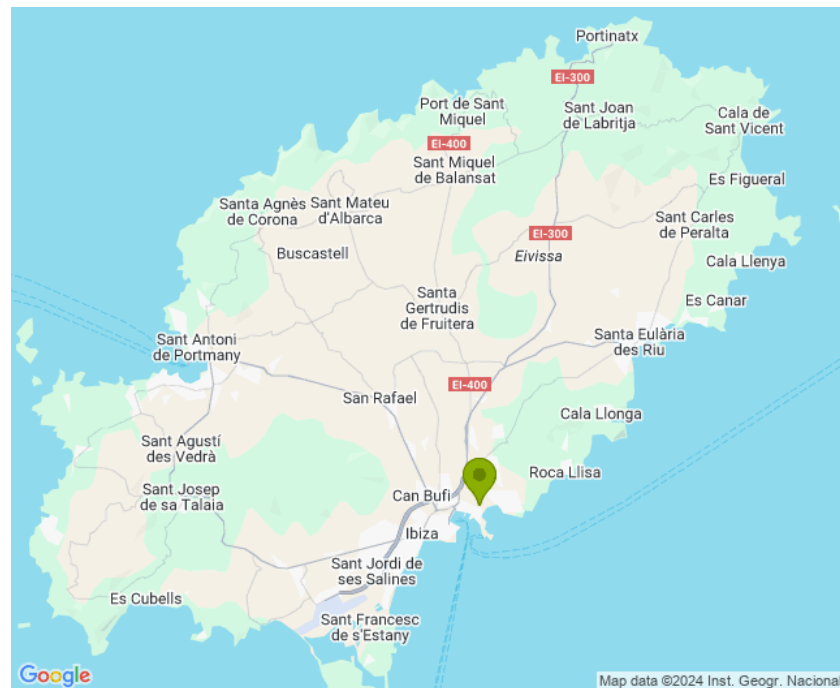 Portinatx
EI-300
Port de Sant
Miquel
Sant Joan
de Labritja
Cala de
Sant Vicent
EI-400
Sant Miquel
de Balansat
Es Figueral
Santa Agnès
de Corona
Sant Mateu
d'Albarca
Sant Carles
de Peralta
EI-300
Buscastell
Eivissa
Cala Llenya
Santa
Gertrudis
de Fruitera
Es Canar
Sant Antoni
de Portmany
Santa Eulària
des Riu
EI-400
San Rafael
Cala Llonga
Sant Agustí
des Vedrà
Roca Llisa
Sant Josep
de sa Talaia
Can Bufí
Ibiza
Sant Jordi de
ses Salines
Es Cubells
Sant Francesc
de s'Estany
Google
Map data ©2024 Inst. Geogr. Nacional